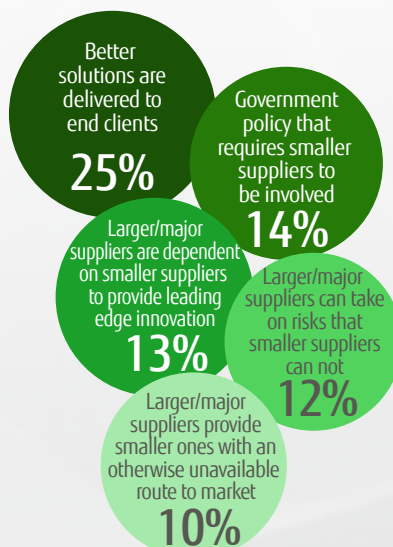 Better
solutions are
delivered to
end clients
25%
Government
policy that
requires smaller
suppliers to
be involved
14%
Larger/major
suppliers are dependent
on smaller suppliers
to provide leading
edge innovation
13%
Larger/major
suppliers can take
on risks that
smaller suppliers
can not
12%
Larger/major
suppliers provide
smaller ones with an
otherwise unavailable
route to market
10%